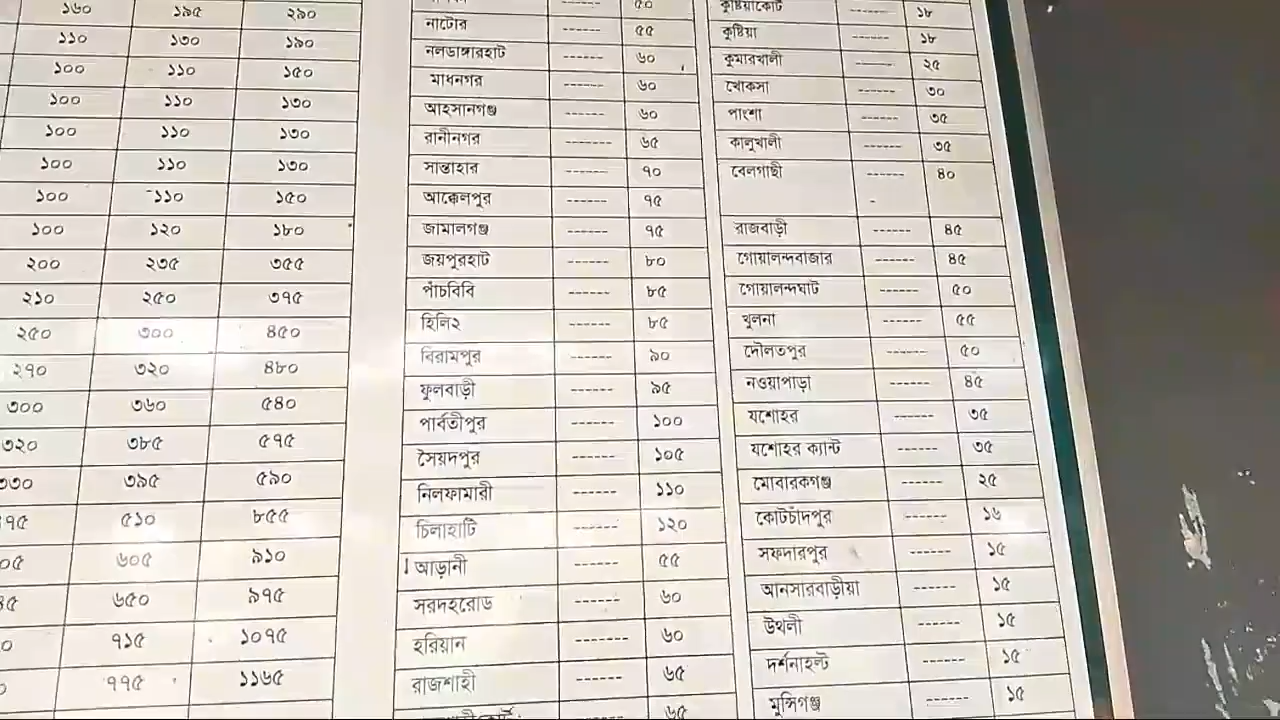 ১৬০ ১৯৫ ২৯০
১১০ ১৩০ ১৯০
১০০ ১১০ ১৫০
১০০ ১১০ ১৩০
১০০ ১১০ ১৩০
১০০ ১১০ ১৩০
১০০ ১১০ ১৫০
১০০ ১২০ ১৮০
২০০ ২৩৫ ৩৫৫
২১০ ২৫০ ৩৭৫
২৫০ ৩০০ ৪৫০
২৭০ ৩২০ ৪৮০
৩০০ ৩৬০ ৫৪০
৩২০ ৩৮৫ ৫৭৫
৩৩০ ৩৯৫ ৫৯০
৫১০ ৮৫৫
৬০৫ ৯১০
৬৫০ ৯৭৫
৭১৫ ১০৭৫
৭৭৫ ১১৬৫
৫০
নাটোর ------ ৫৫
নলডাঙ্গারহাট ------ ৬০
মাধনগর ------ ৬০
আহসানগঞ্জ ------ ৬০
রানীনগর ------ ৬৫
সান্তাহার ------ ৭০
আক্কেলপুর ------ ৭৫
জামালগঞ্জ ------ ৭৫
জয়পুরহাট ------ ৮০
পাঁচবিবি ------ ৮৫
হিলি২ ------ ৮৫
বিরামপুর ------ ৯০
ফুলবাড়ী ------ ৯৫
পার্বতীপুর ------ ১০০
সৈয়দপুর ------ ১০৫
নিলফামারী ------ ১১০
চিলাহাটি ------ ১২০
আড়ানী ------ ৫৫
সরদহরোড ------ ৬০
হরিয়ান ------- ৬০
রাজশাহী ------ ৬৫
৬৫
কুষ্টিয়াকোর্ট ------ ১৮
কুষ্টিয়া ------ ১৮
কুমারখালী ------ ২৫
খোকসা ------ ৩০
পাংশা ------ ৩৫
কালুখালী ------ ৩৫
বেলগাছী ------ ৪০
রাজবাড়ী ------ ৪৫
গোয়ালন্দবাজার ------ ৪৫
গোয়ালন্দঘাট ------ ৫০
খুলনা ------ ৫৫
দৌলতপুর ------ ৫০
নওয়াপাড়া ------ ৪৫
যশোহর ------ ৩৫
যশোহর ক্যান্ট ------ ৩৫
মোবারকগঞ্জ ------ ২৫
কোটচাঁদপুর ------ ১৬
সফদারপুর ------ ১৫
আনসারবাড়ীয়া ------ ১৫
উথলী ------ ১৫
দর্শনাহল্ট ------ ১৫
মুন্সিগঞ্জ ------ ১৫